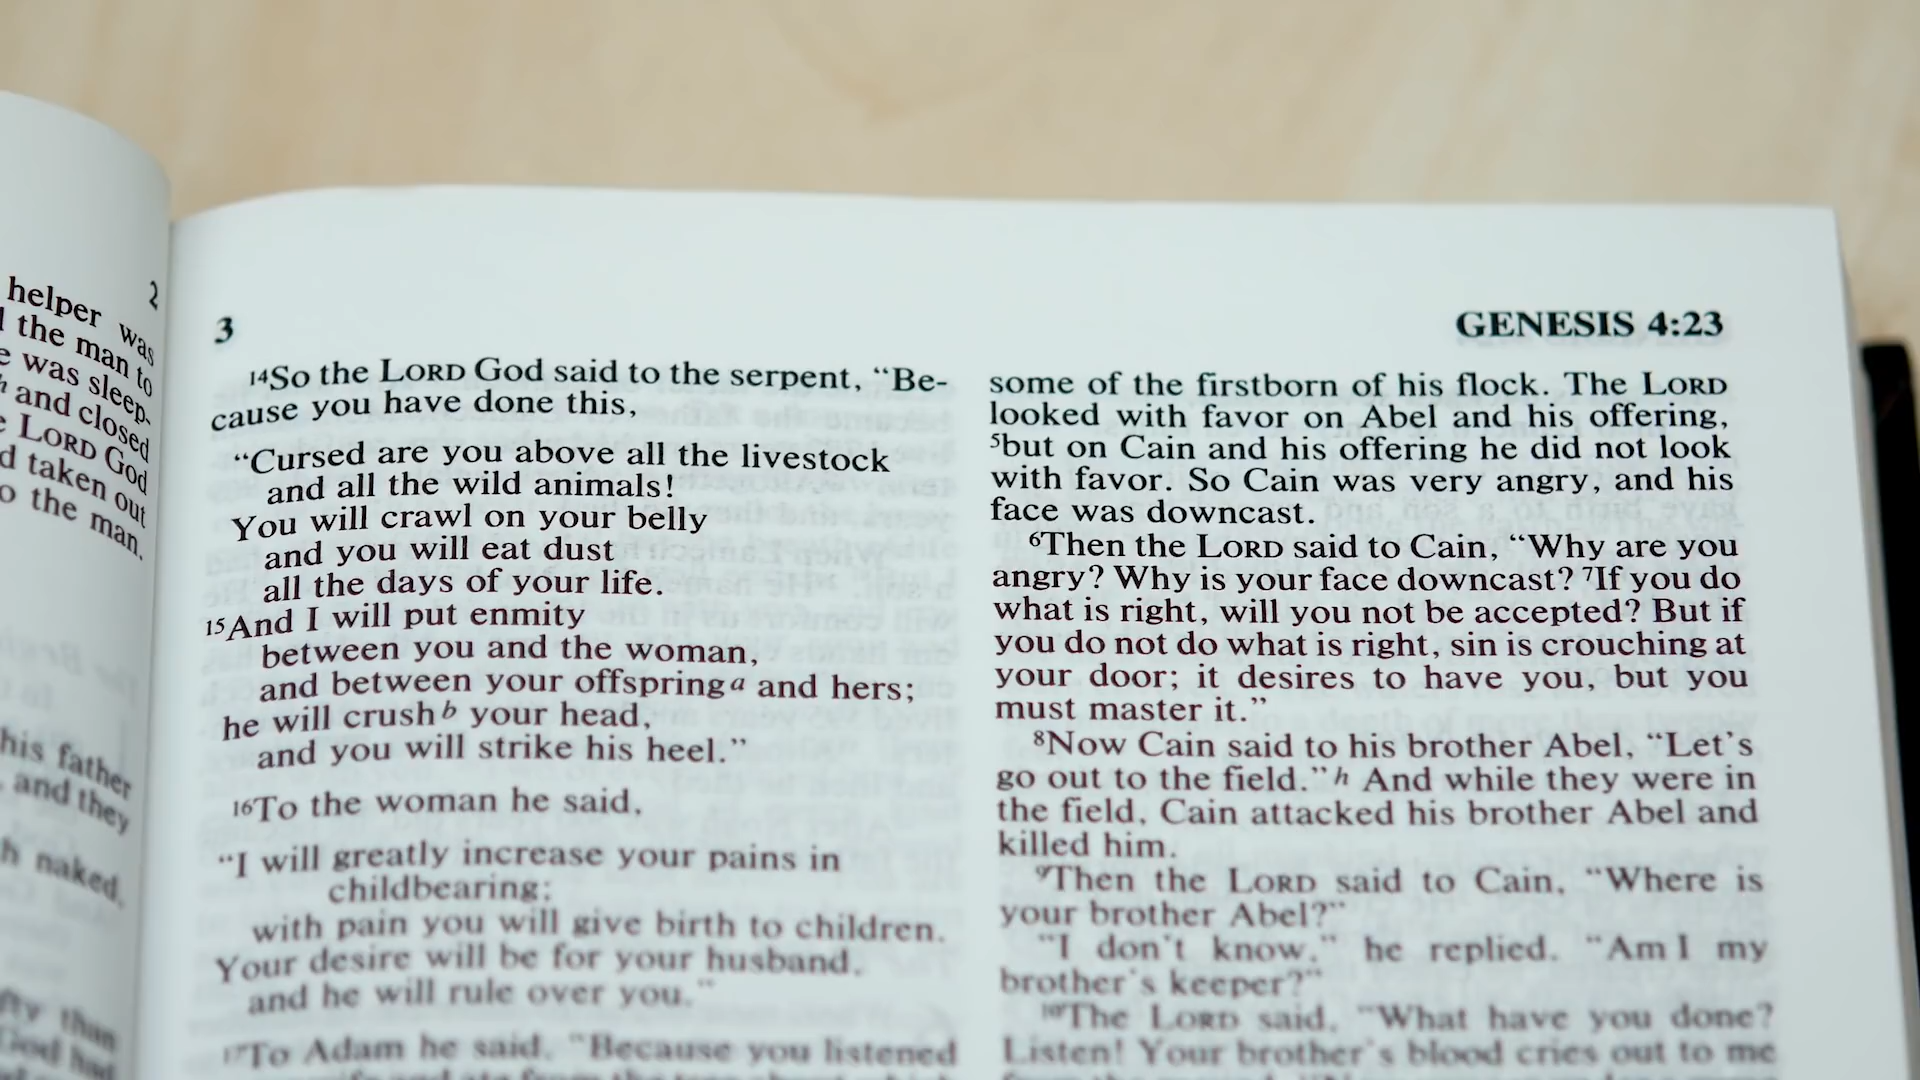 2
helper was
the man to
was sleep-
and closed
LORD God
taken out
the man.
his father
and they
naked.
than
God had
3
GENESIS 4:23
14So the LORD God said to the serpent, “Be-
cause you have done this,
“Cursed are you above all the livestock
and all the wild animals!
You will crawl on your belly
and you will eat dust
all the days of your life.
15And I will put enmity
between you and the woman,
and between your offspringa and hers;
he will crushb your head,
and you will strike his heel.”
16To the woman he said,
“I will greatly increase your pains in
childbearing;
with pain you will give birth to children.
Your desire will be for your husband,
and he will rule over you.”
17To Adam he said, “Because you listened
some of the firstborn of his flock. The LORD
looked with favor on Abel and his offering,
5but on Cain and his offering he did not look
with favor. So Cain was very angry, and his
face was downcast.
6Then the LORD said to Cain, “Why are you
angry? Why is your face downcast? 7If you do
what is right, will you not be accepted? But if
you do not do what is right, sin is crouching at
your door; it desires to have you, but you
must master it.”
8Now Cain said to his brother Abel, “Let’s
go out to the field.”h And while they were in
the field, Cain attacked his brother Abel and
killed him.
9Then the LORD said to Cain, “Where is
your brother Abel?”
“I don’t know,” he replied. “Am I my
brother’s keeper?”
10The LORD said, “What have you done?
Listen! Your brother’s blood cries out to me